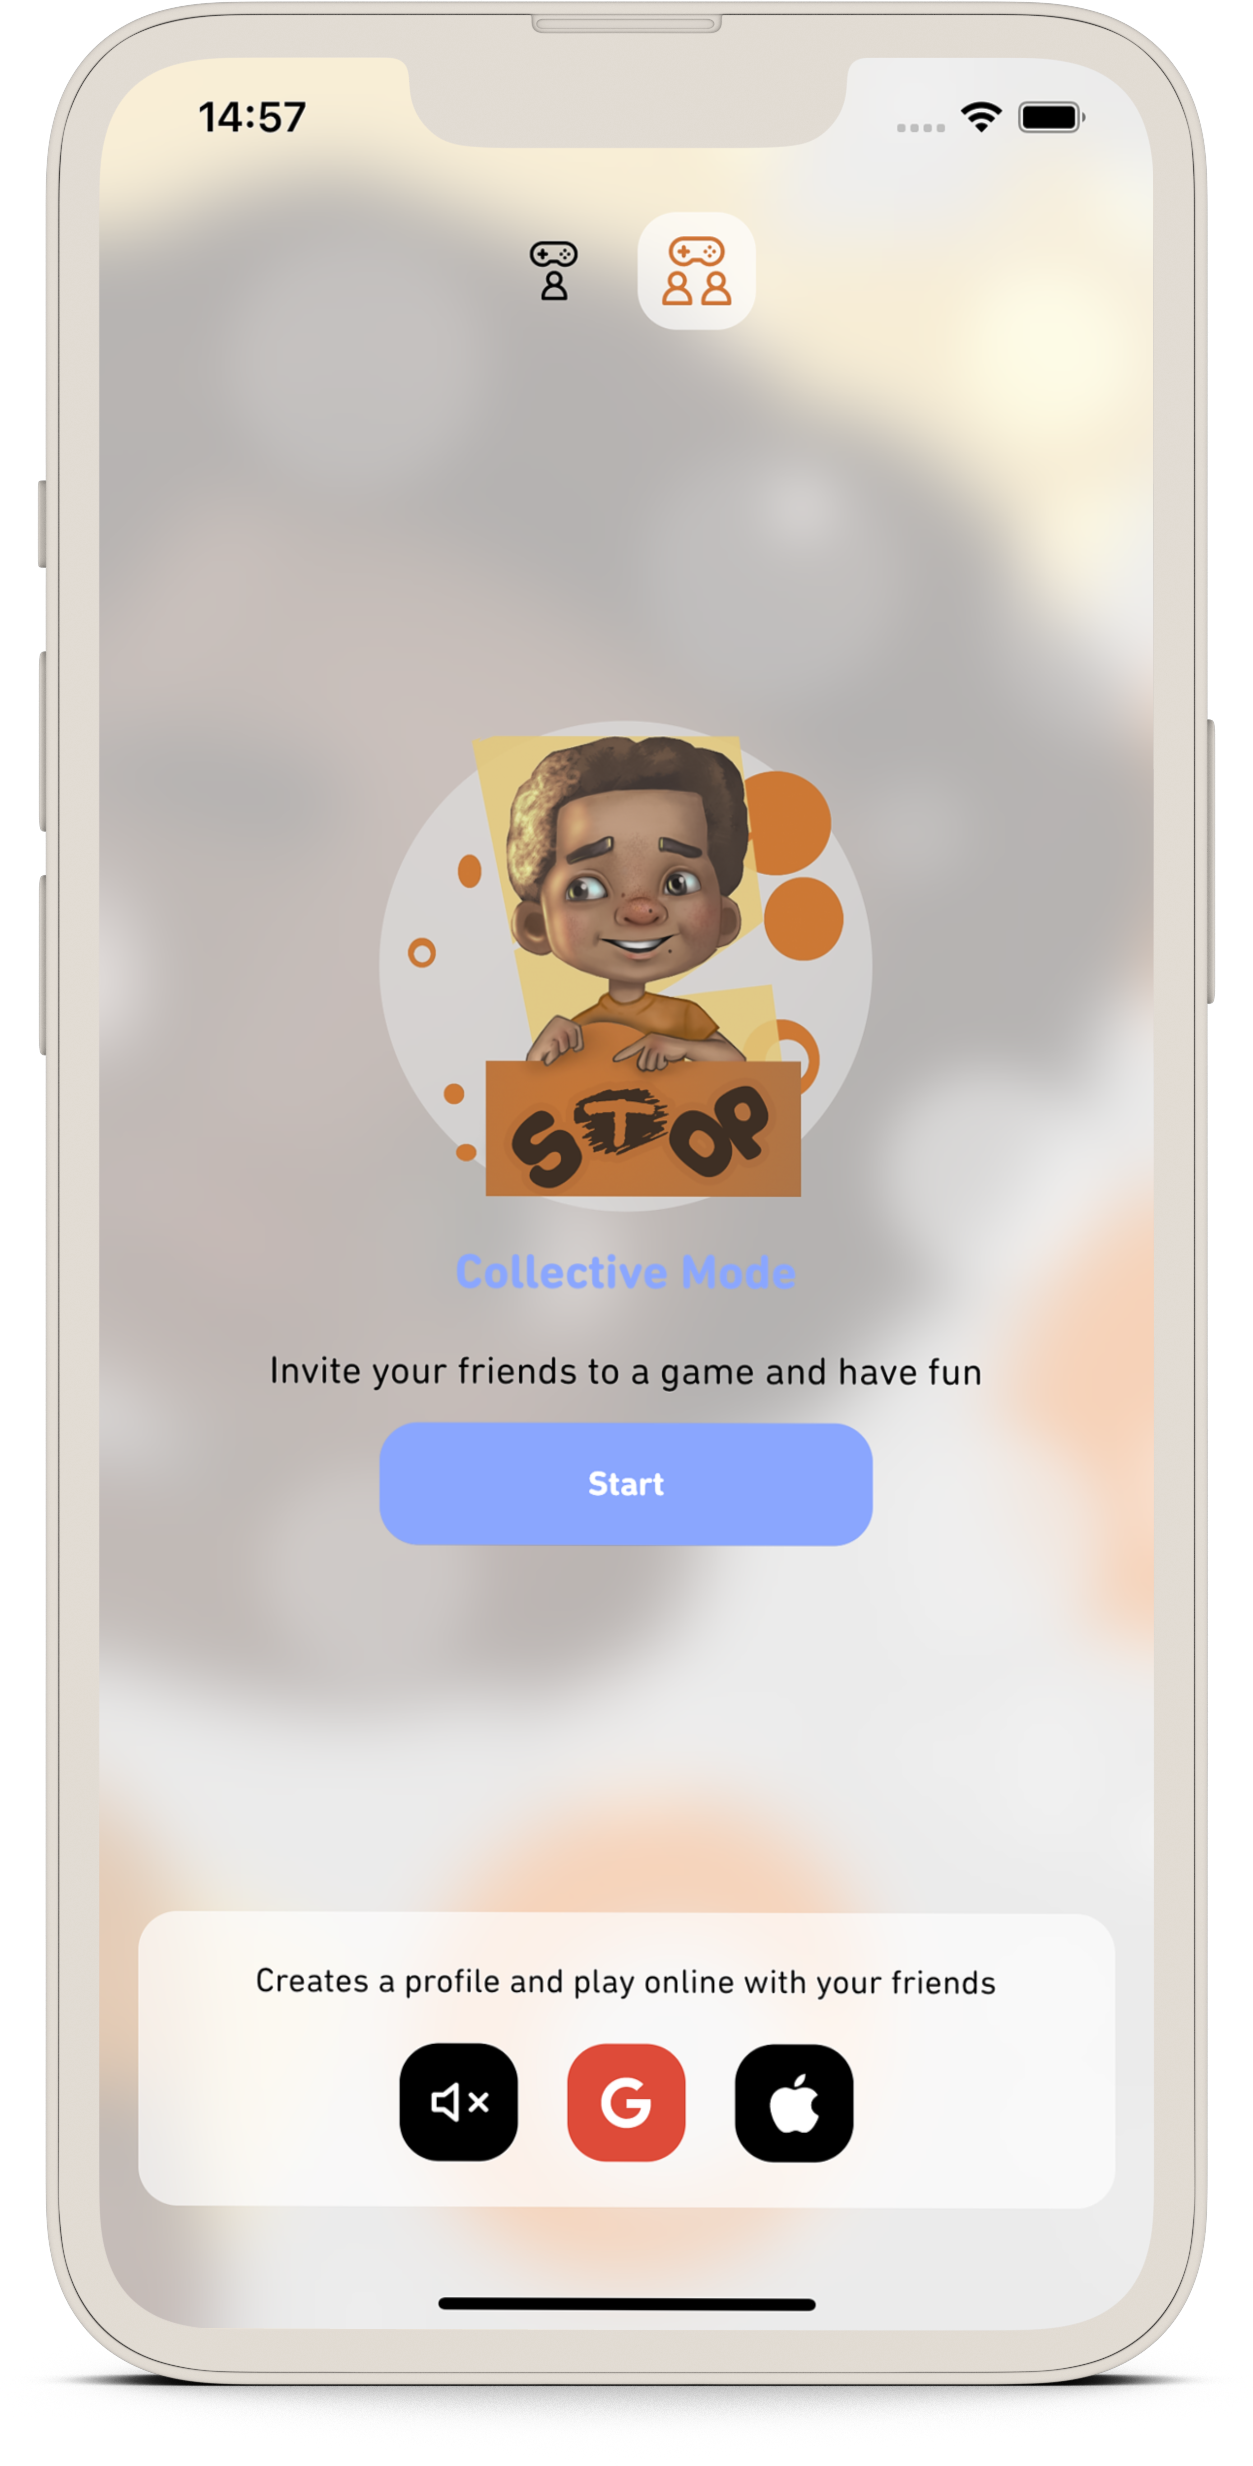 14:57
STOP
Collective Mode
Invite your friends to a game and have fun
Start
Creates a profile and play online with your friends
G